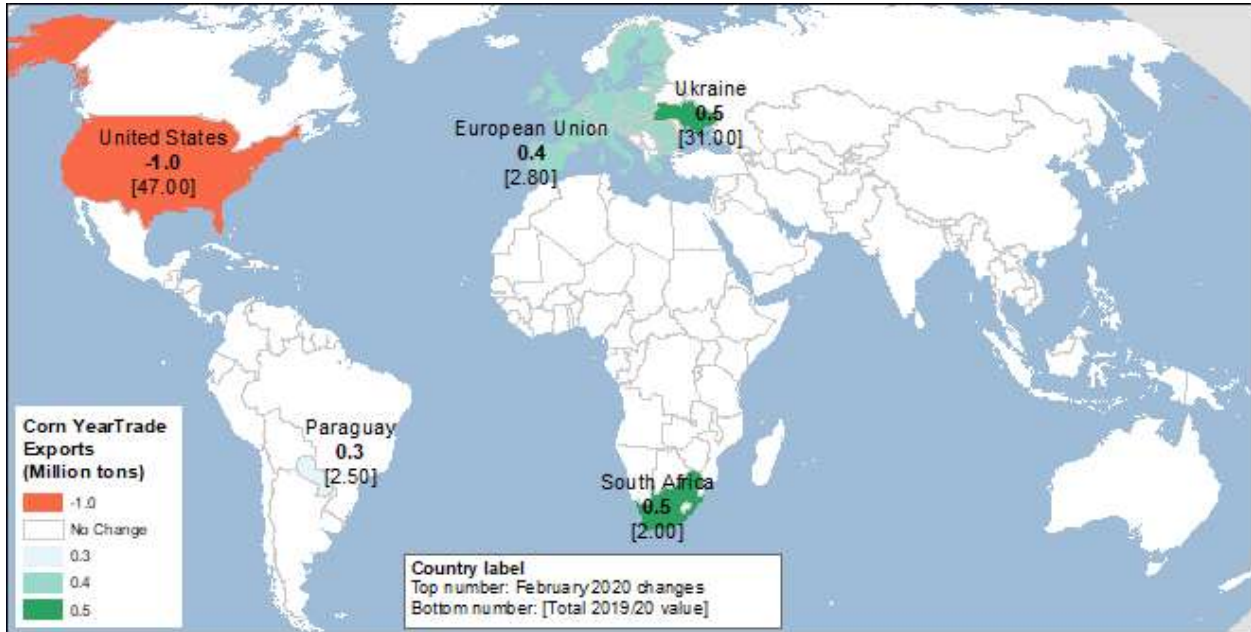 United States
-1.0
[47.00]
European Union
0.4
[2.80]
Ukraine
0.5
[31.00]
Paraguay
0.3
[2.50]
South Africa
0.5
[2.00]
Corn YearTrade
Exports
(Million tons)
-1.0
No Change
0.3
0.4
0.5
Country label
Top number: February 2020 changes
Bottom number: [Total 2019/20 value]